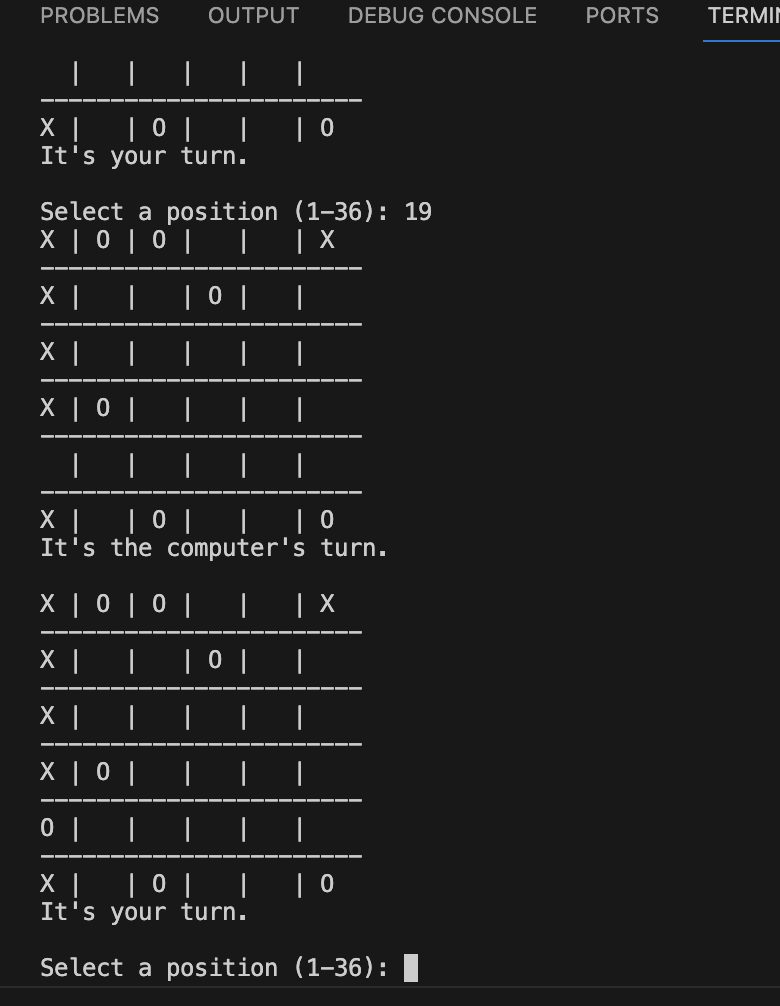 PROBLEMS OUTPUT DEBUG CONSOLE PORTS TERMIN
  |   |   |   |   |
-----------------------
X |   | O |   |   | O
It's your turn.

Select a position (1-36): 19
X | O | O |   |   | X
-----------------------
X |   |   | O |   |
-----------------------
X |   |   |   |   |
-----------------------
X | O |   |   |   |
-----------------------
  |   |   |   |   |
-----------------------
X |   | O |   |   | O
It's the computer's turn.

X | O | O |   |   | X
-----------------------
X |   |   | O |   |
-----------------------
X |   |   |   |   |
-----------------------
X | O |   |   |   |
-----------------------
O |   |   |   |   |
-----------------------
X |   | O |   |   | O
It's your turn.

Select a position (1-36):